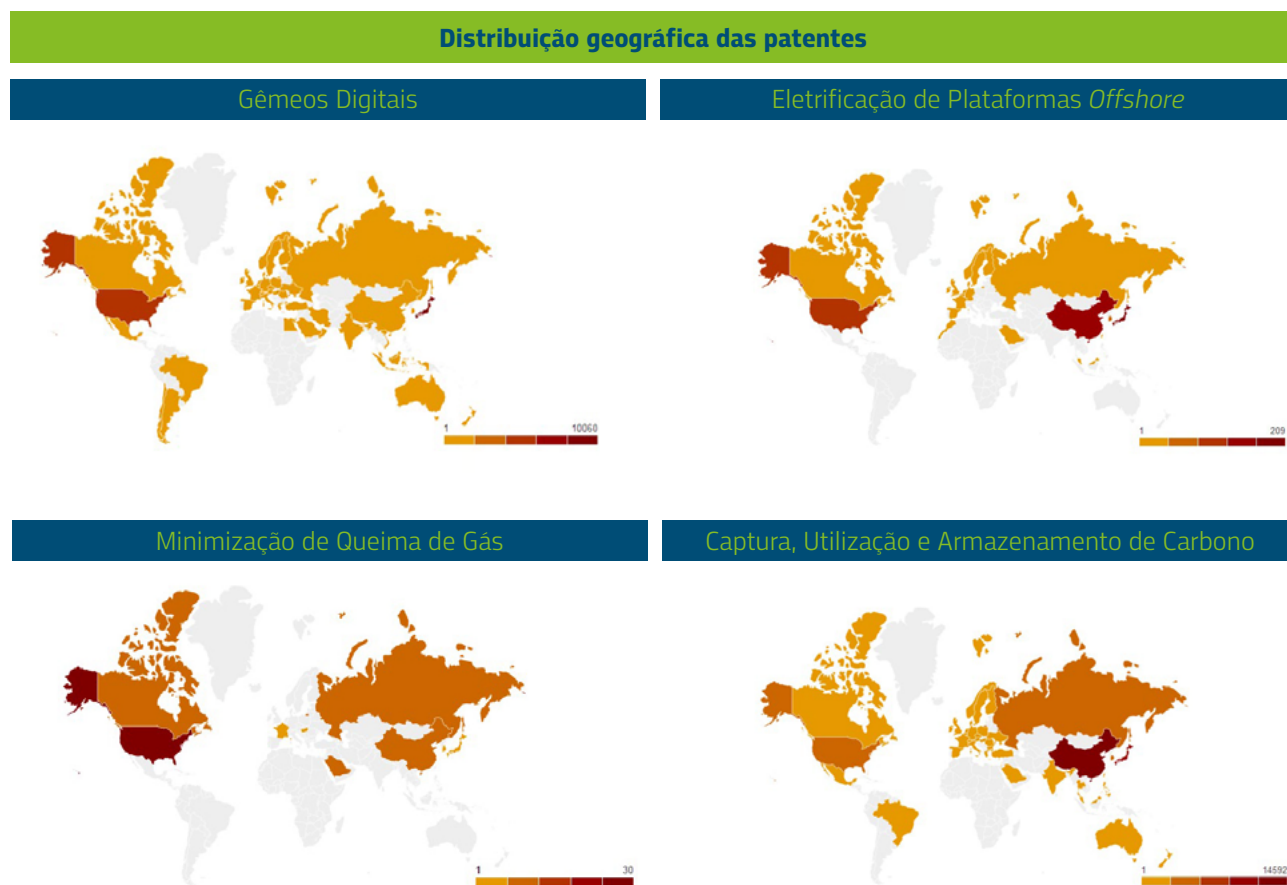 Distribuição geográfica das patentes
Gêmeos Digitais
Eletrificação de Plataformas Offshore
1 10060
1 209
Minimização de Queima de Gás
Captura, Utilização e Armazenamento de Carbono
1 30
1 14592